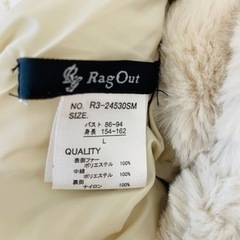 RagOut
NO. R3-24530SM
SIZE.
バスト 86-94
身長 154-162
L
QUALITY
表側ファー
ポリエステル 100%
中綿
ポリエステル 100%
裏側
ナイロン 100%